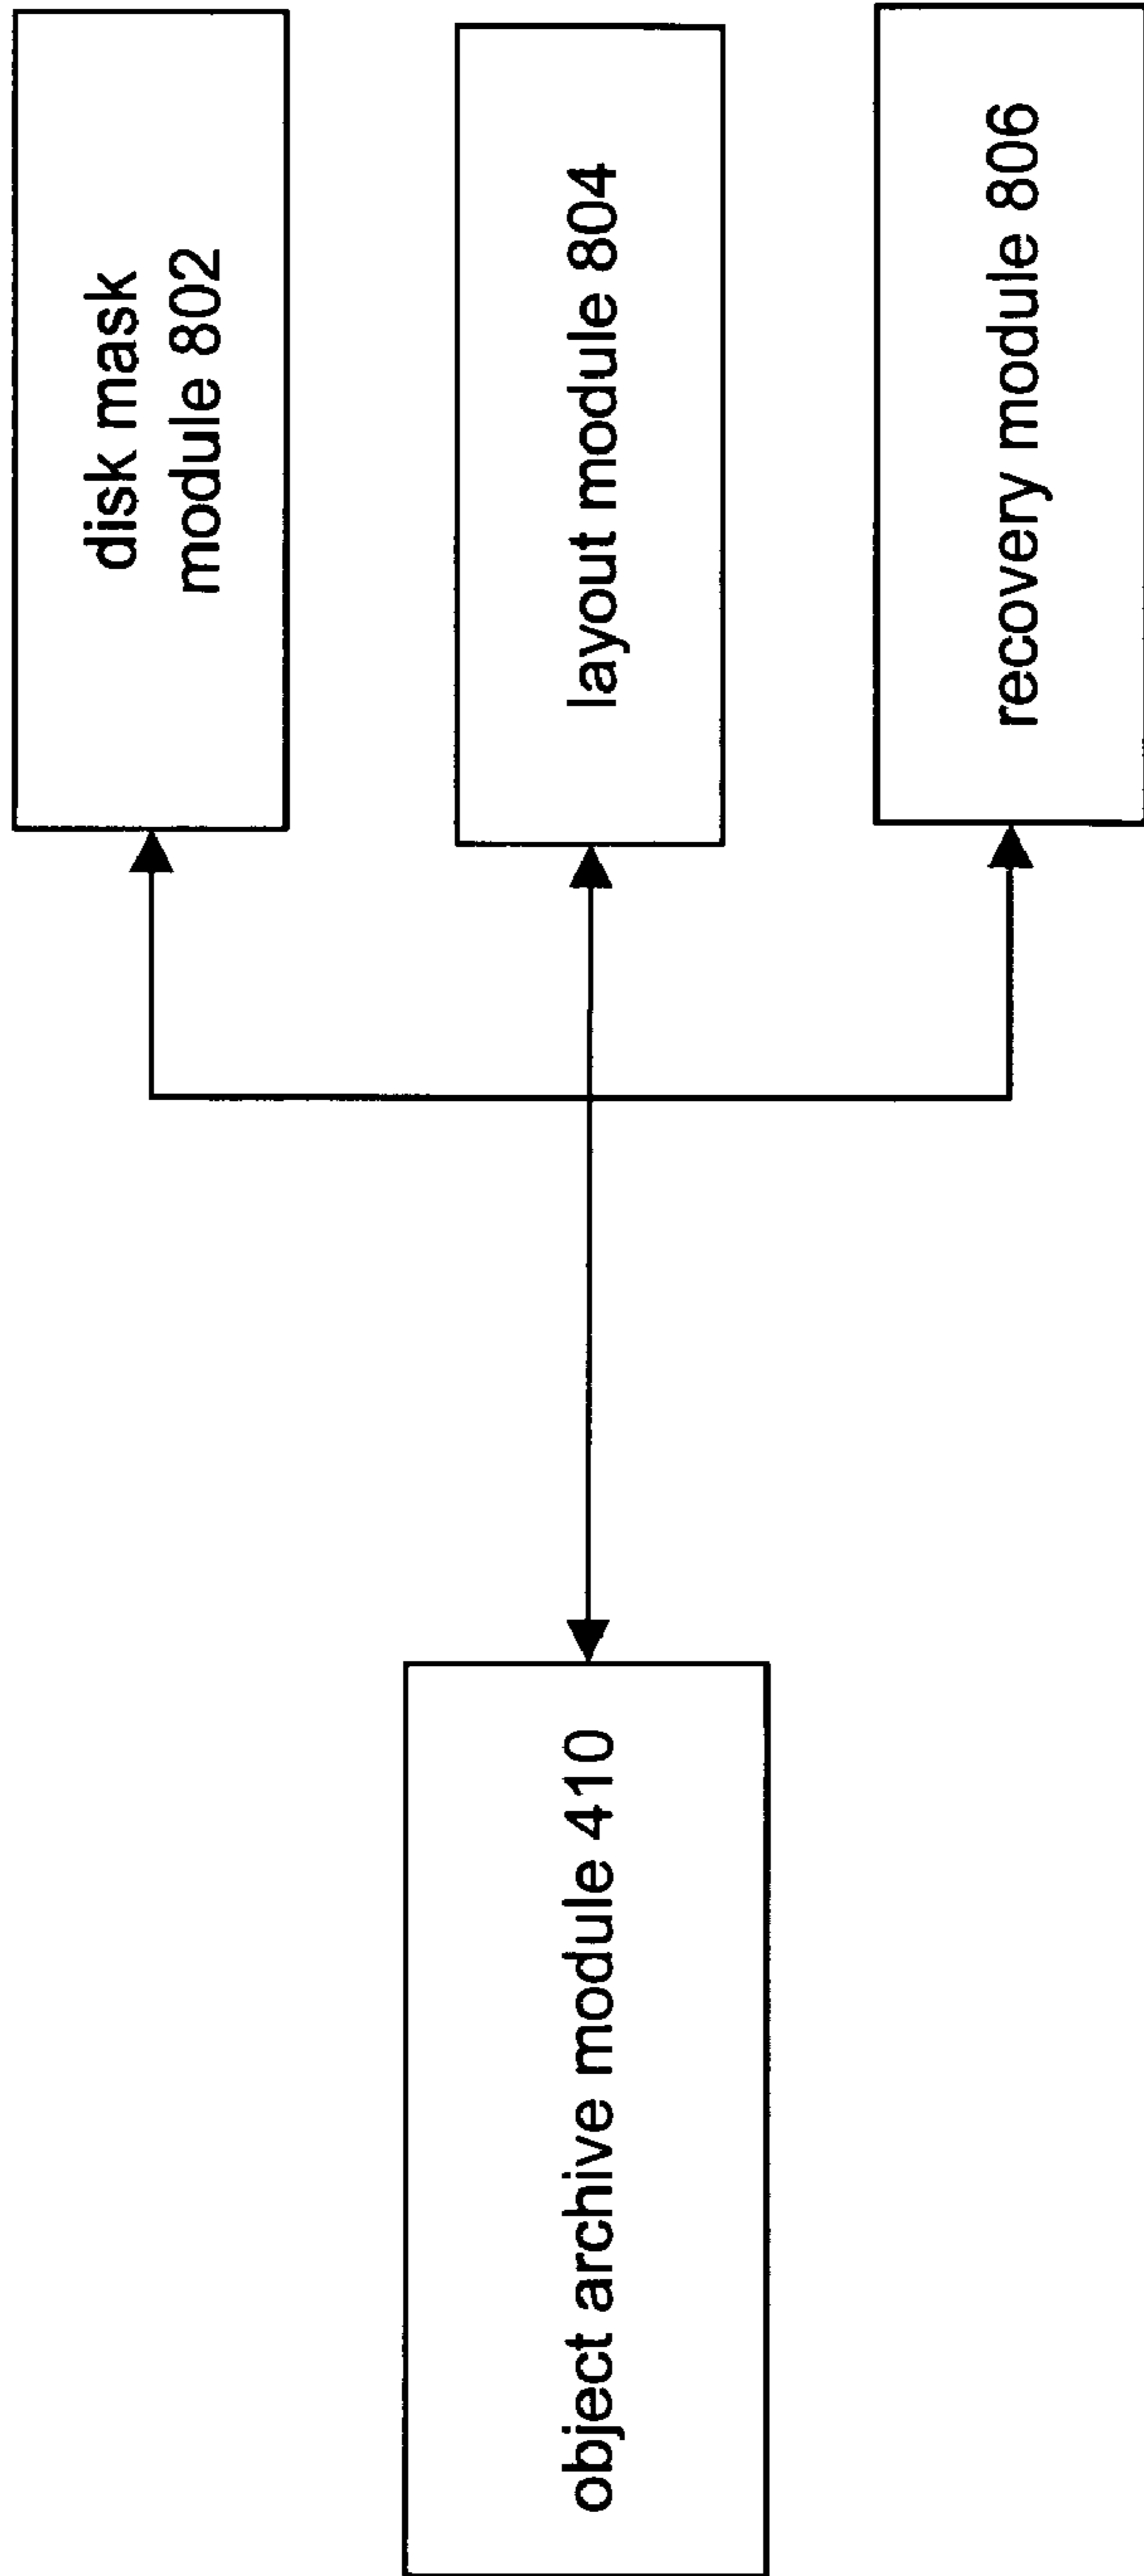 object archive module 410
disk mask
module 802
layout module 804
recovery module 806